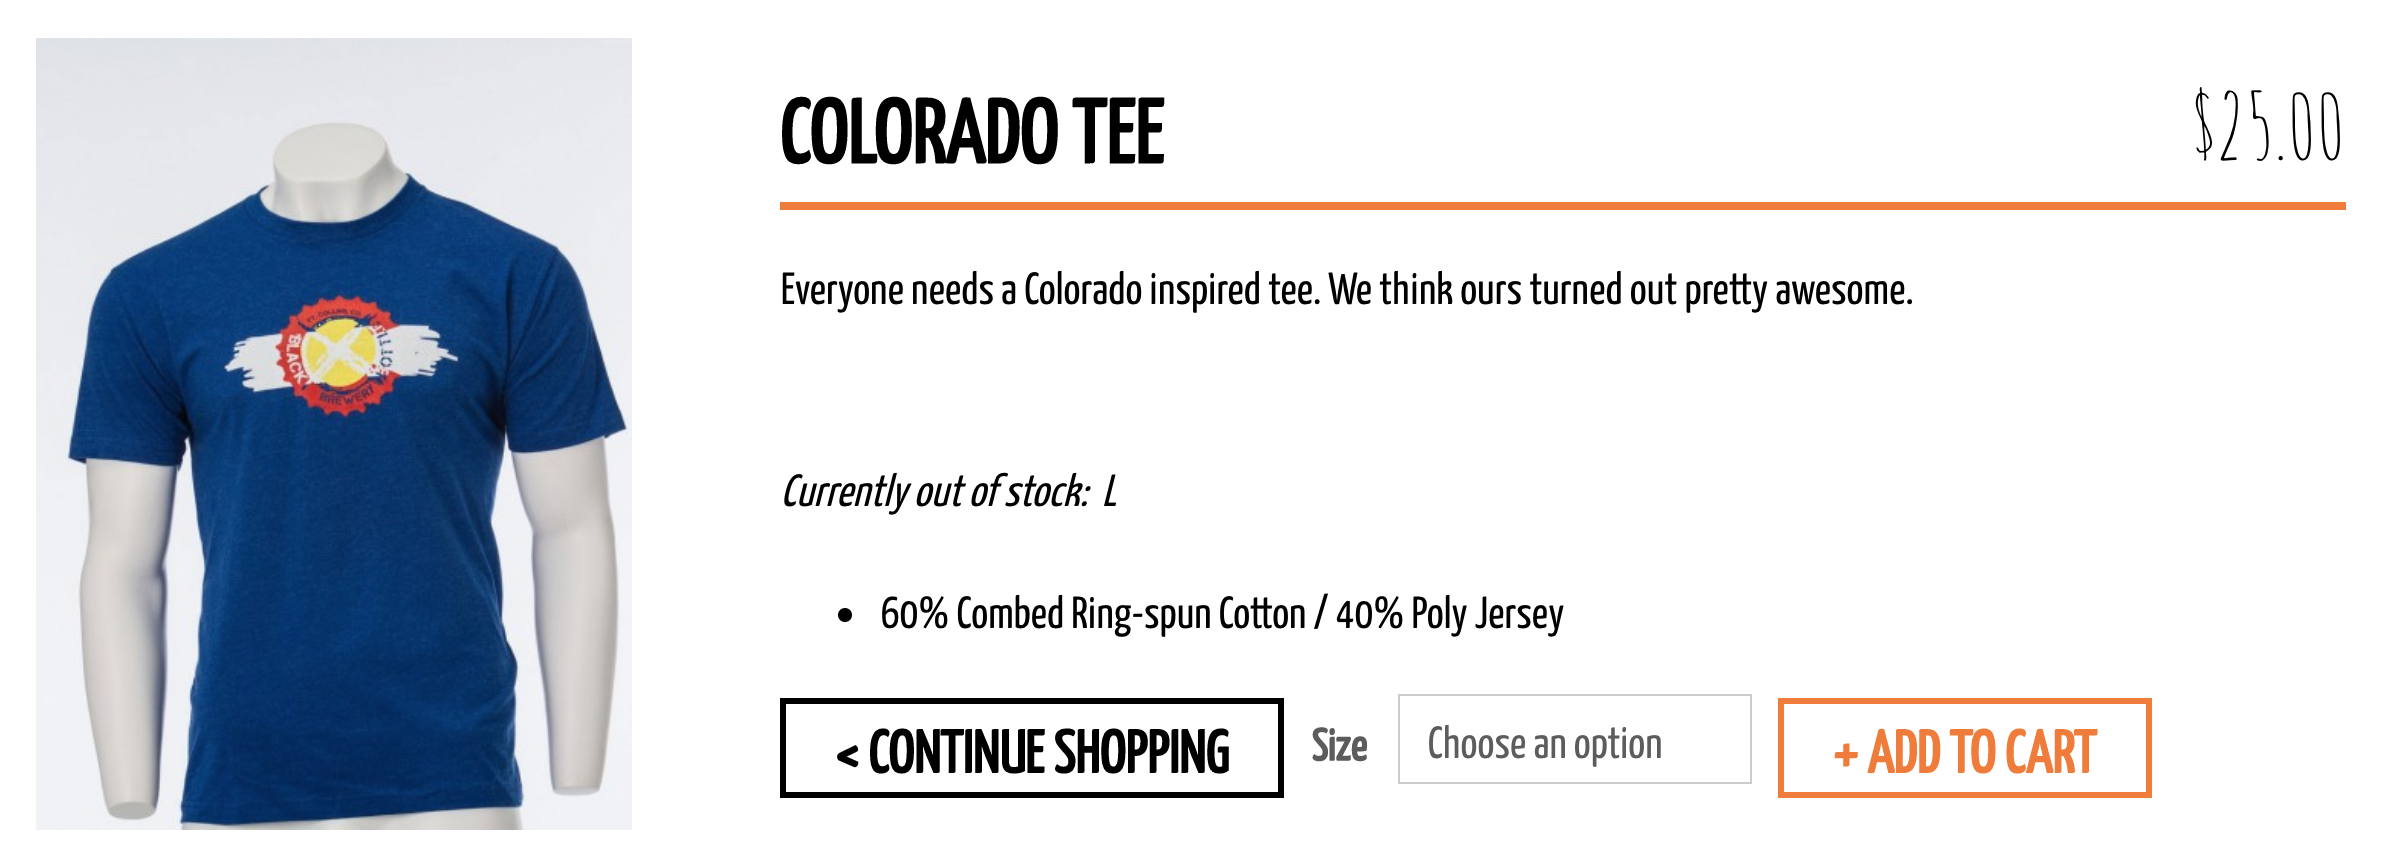 FT. COLLINS, CO.
BLACK
BOTTLE
BREWERY
COLORADO TEE
$25.00
Everyone needs a Colorado inspired tee. We think ours turned out pretty awesome.
Currently out of stock: L
• 60% Combed Ring-spun Cotton / 40% Poly Jersey
< CONTINUE SHOPPING
Size
Choose an option
+ ADD TO CART